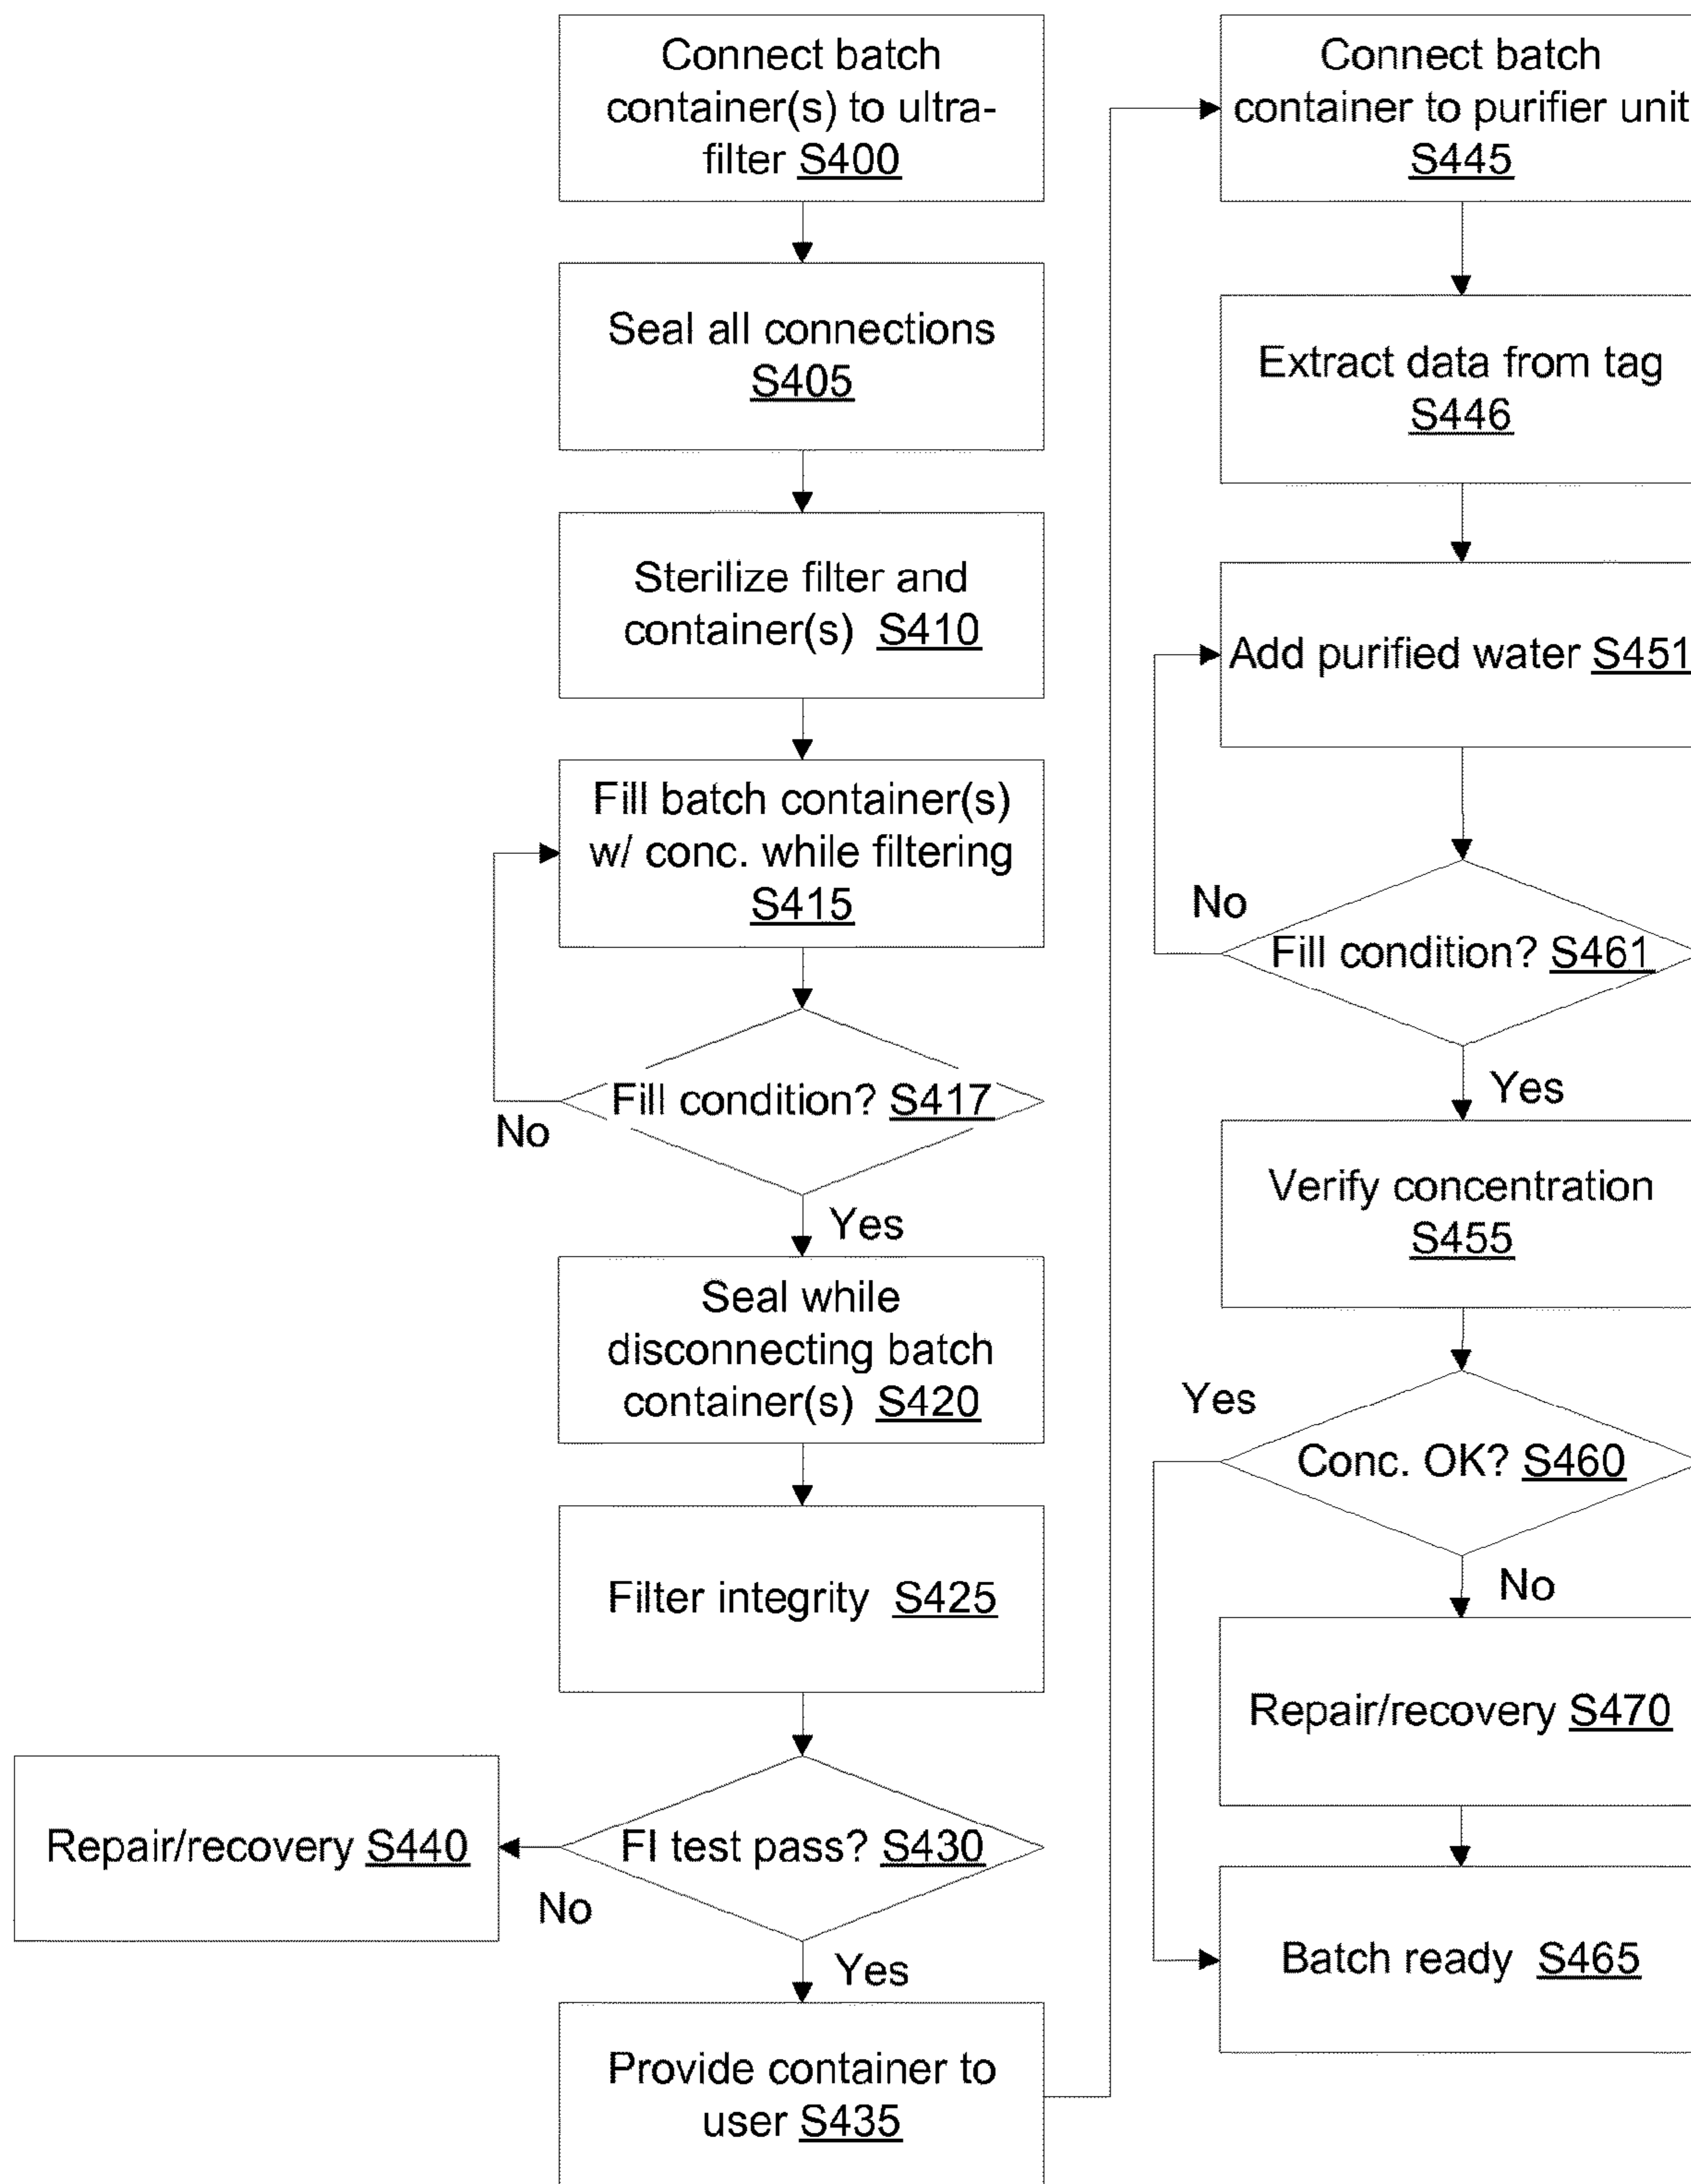 Connect batch
container(s) to ultra-
filter S400
Seal all connections
S405
Sterilize filter and
container(s) S410
Fill batch container(s)
w/ conc. while filtering
S415
Fill condition? S417
No
Yes
Seal while
disconnecting batch
container(s) S420
Filter integrity S425
FI test pass? S430
No
Repair/recovery S440
Yes
Provide container to
user S435
Connect batch
container to purifier unit
S445
Extract data from tag
S446
Add purified water S451
No
Fill condition? S461
Yes
Verify concentration
S455
Yes
Conc. OK? S460
No
Repair/recovery S470
Batch ready S465